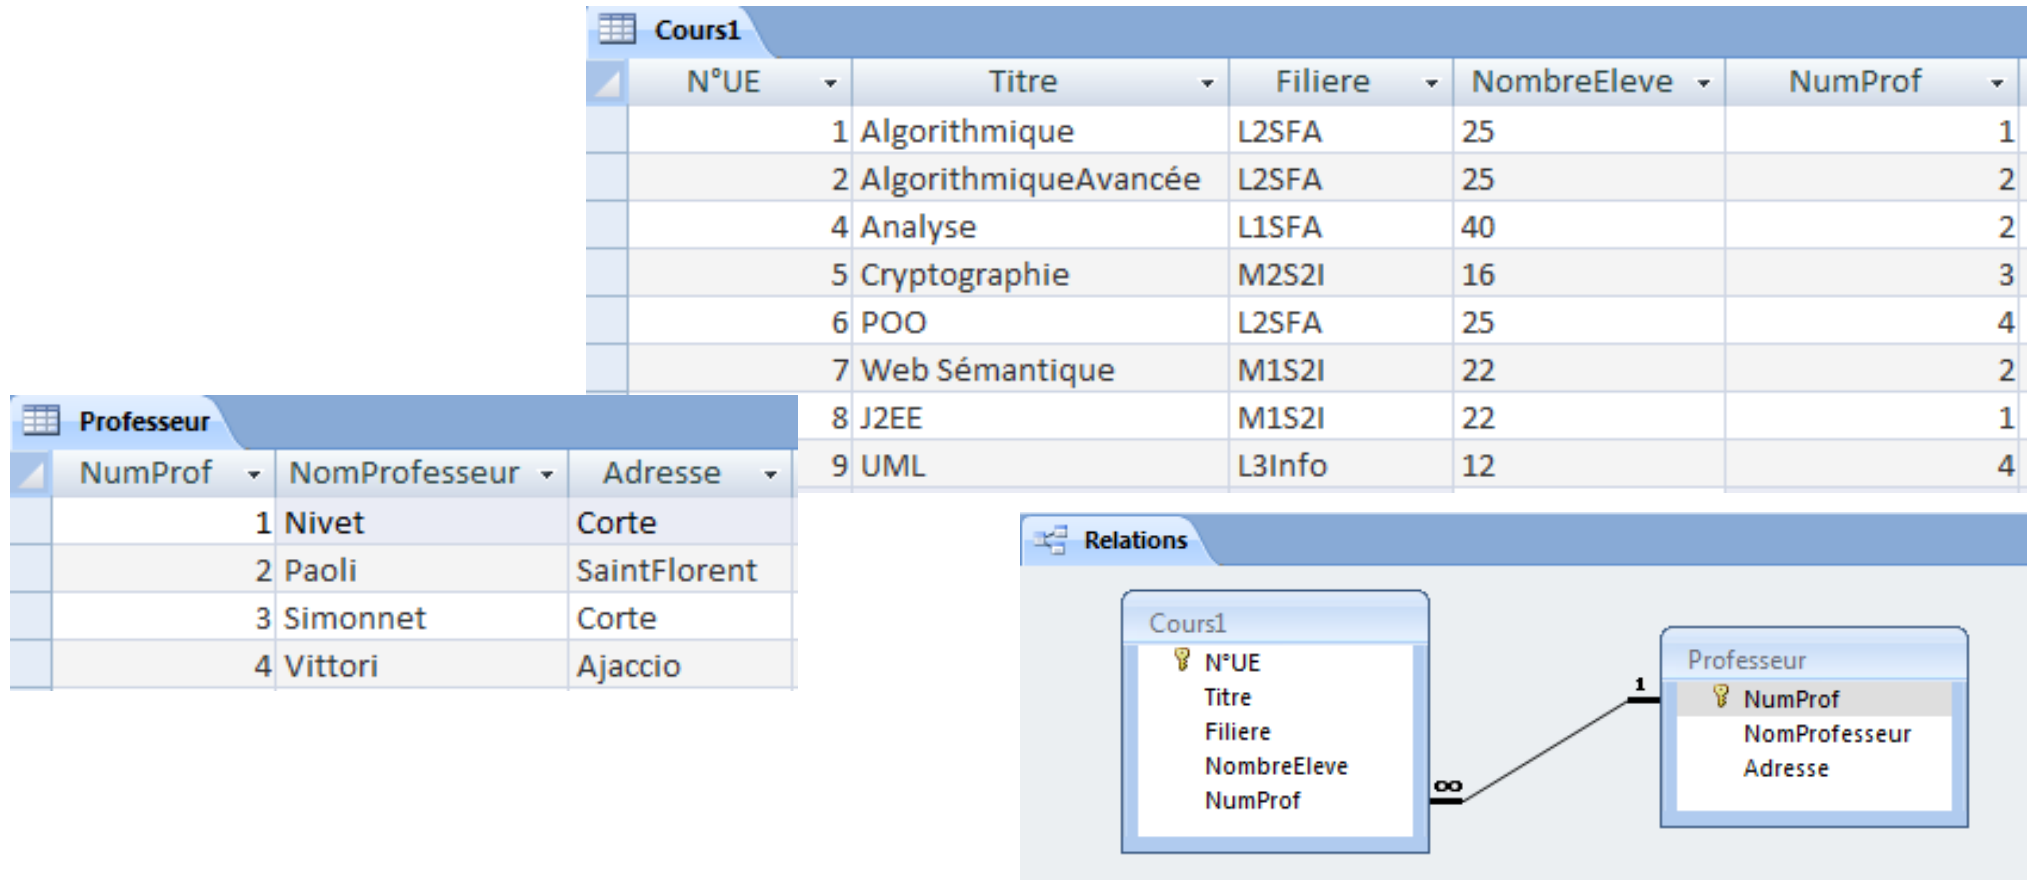 Cours1
N°UE Titre Filiere NombreEleve NumProf
1 Algorithmique L2SFA 25 1
2 AlgorithmiqueAvancée L2SFA 25 2
4 Analyse L1SFA 40 2
5 Cryptographie M2S2I 16 3
6 POO L2SFA 25 4
7 Web Sémantique M1S2I 22 2
8 J2EE M1S2I 22 1
9 UML L3Info 12 4
Professeur
NumProf NomProfesseur Adresse
1 Nivet Corte
2 Paoli SaintFlorent
3 Simonnet Corte
4 Vittori Ajaccio
Relations
Cours1
N°UE
Titre
Filiere
NombreEleve
NumProf
∞
1
Professeur
NumProf
NomProfesseur
Adresse